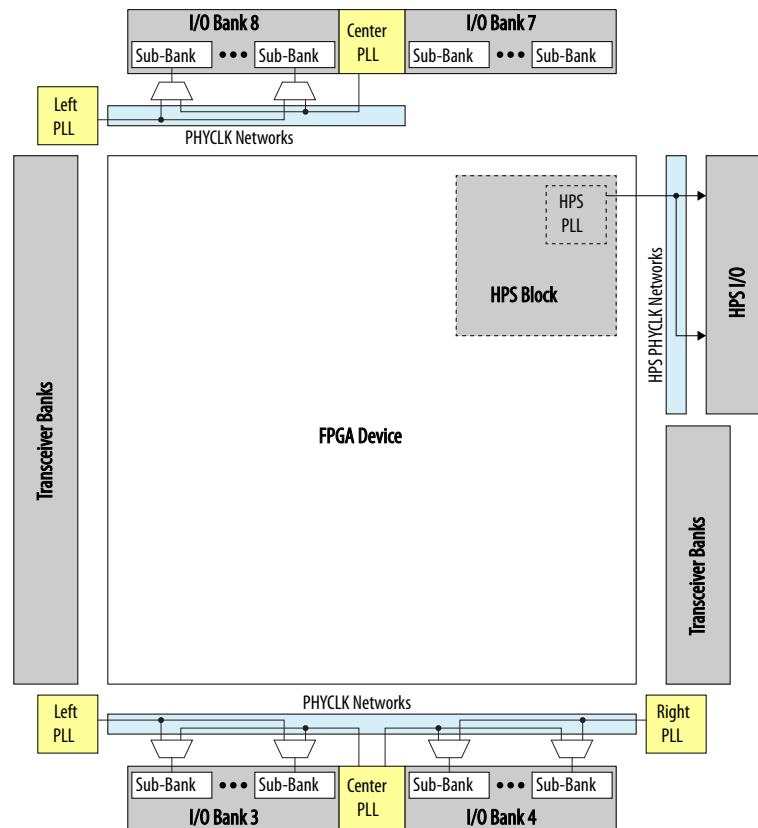 I/O Bank 8
Center
PLL
I/O Bank 7
Sub-Bank
Sub-Bank
Sub-Bank
Sub-Bank
Left
PLL
PHYCLK Networks
Transceiver Banks
HPS
PLL
HPS Block
HPS PHYCLK Networks
HPS I/O
FPGA Device
Transceiver Banks
Left
PLL
PHYCLK Networks
Right
PLL
Sub-Bank
Sub-Bank
Center
PLL
Sub-Bank
Sub-Bank
I/O Bank 3
I/O Bank 4